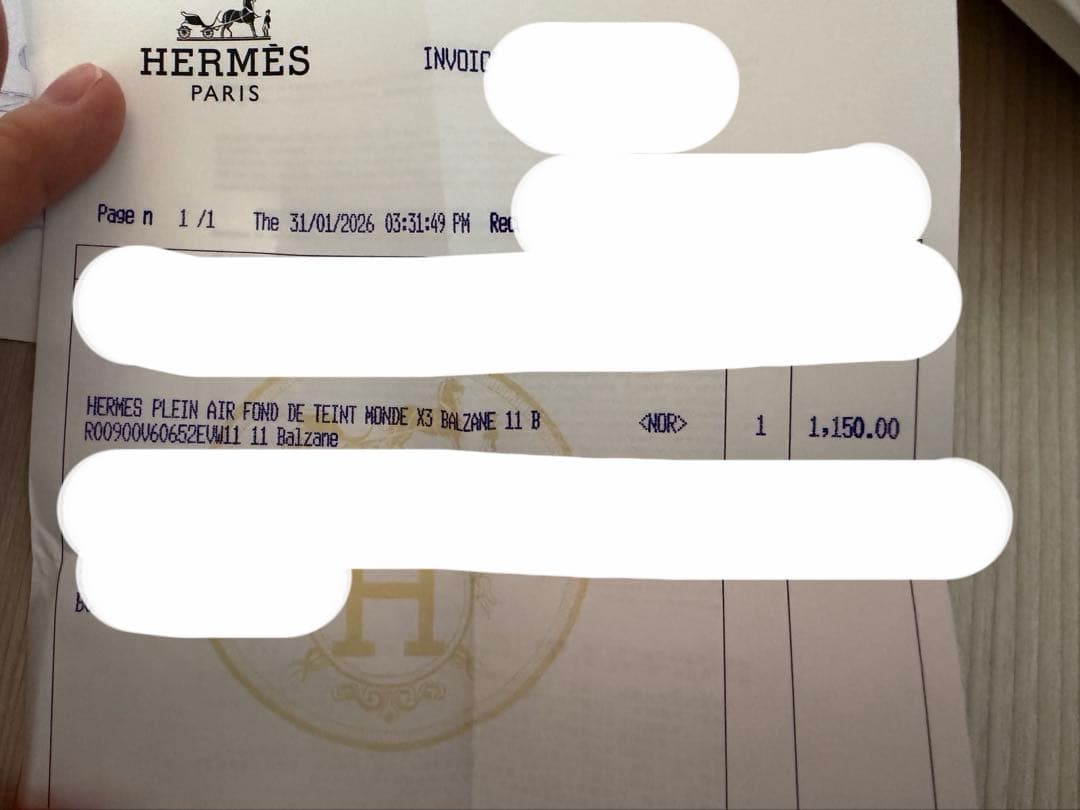 HERMÈS
PARIS
INVOIC
Page n 1 /1 The 31/01/2026 03:31:49 PM Rec
HERMES PLEIN AIR FOND DE TEINT MONDE X3 BALZANE 11 B <NOR> 1 1,150.00
R00900V60652EVW11 11 Balzane
H